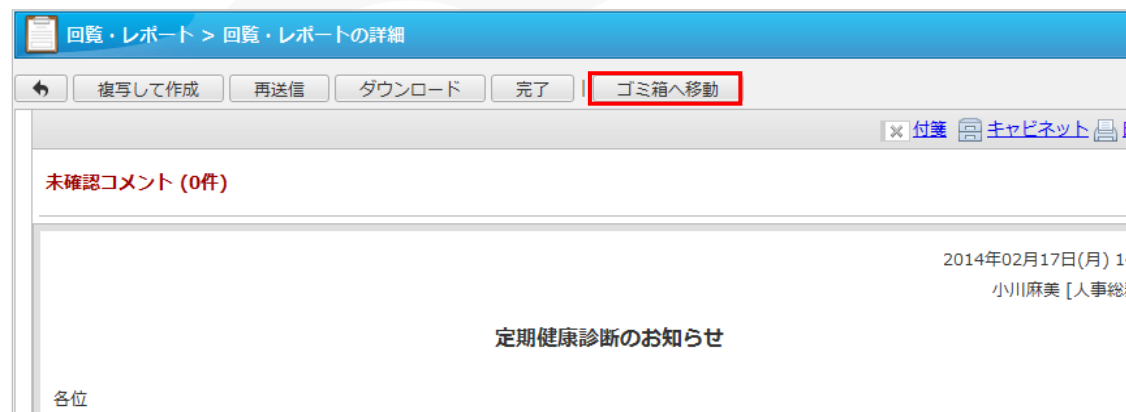 回覧・レポート > 回覧・レポートの詳細
複写して作成 再送信 ダウンロード 完了 | ゴミ箱へ移動
付箋 キャビネット
未確認コメント (0件)
2014年02月17日(月)
小川麻美 [人事総
定期健康診断のお知らせ
各位